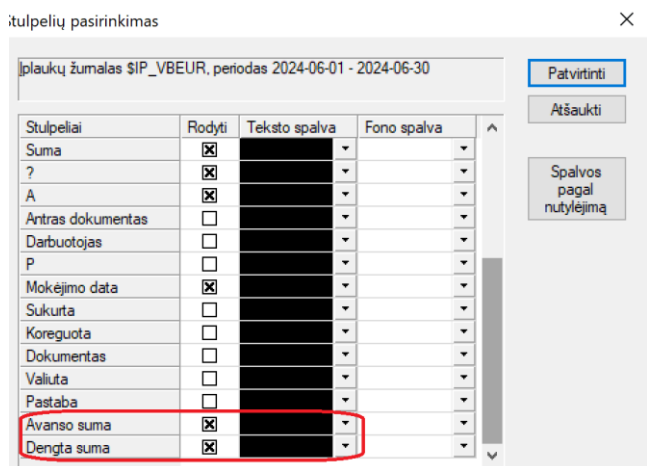 Stulpelių pasirinkimas
Įplaukų žurnalas $IP_VBEUR, periodas 2024-06-01 - 2024-06-30
Patvirtinti
Atšaukti
Spalvos
pagal
nutylėjimą
Stulpeliai Rodyti Teksto spalva Fono spalva
Suma
?
A
Antras dokumentas
Darbuotojas
P
Mokėjimo data
Sukurta
Koreguota
Dokumentas
Valiuta
Pastaba
Avanso suma
Dengta suma